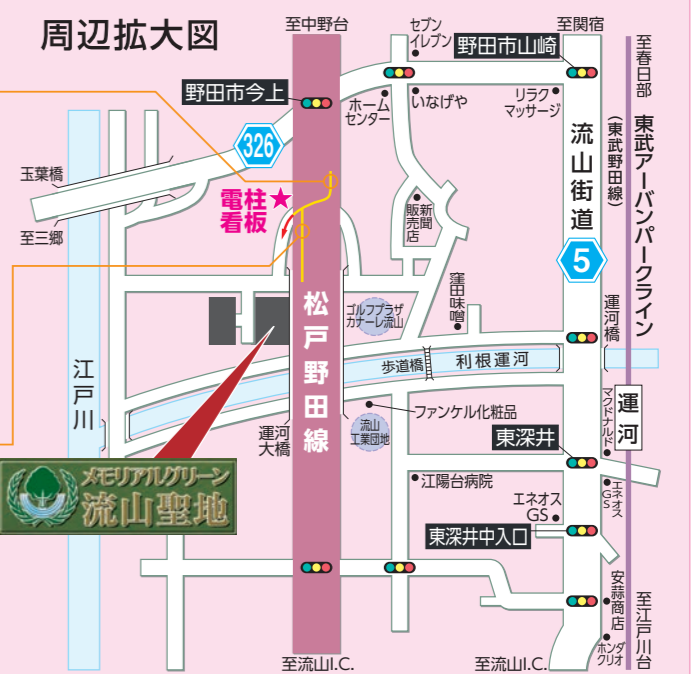 周辺拡大図
至中野台
セブン
イレブン
野田市山崎
至関宿
至春日部
野田市今上
ホーム
センター
いなげや
リラク
マッサージ
東武アーバンパークライン
(東武野田線)
326
玉葉橋
至三郷
電柱★
看板
新聞
販売店
流山街道
5
窪田味噌
運河橋
松戸野田線
ゴルフプラザ
カナーレ流山
江戸川
歩道橋
利根運河
マクドナルド
運河
ファンケル化粧品
流山
工業団地
運河
大橋
東深井
江陽台病院
エネオス
GS
メモリアルグリーン
流山聖地
エネオス
GS
東深井中入口
安蒜商店
至江戸川台
ホンダ
クリオ
至流山I.C.
至流山I.C.